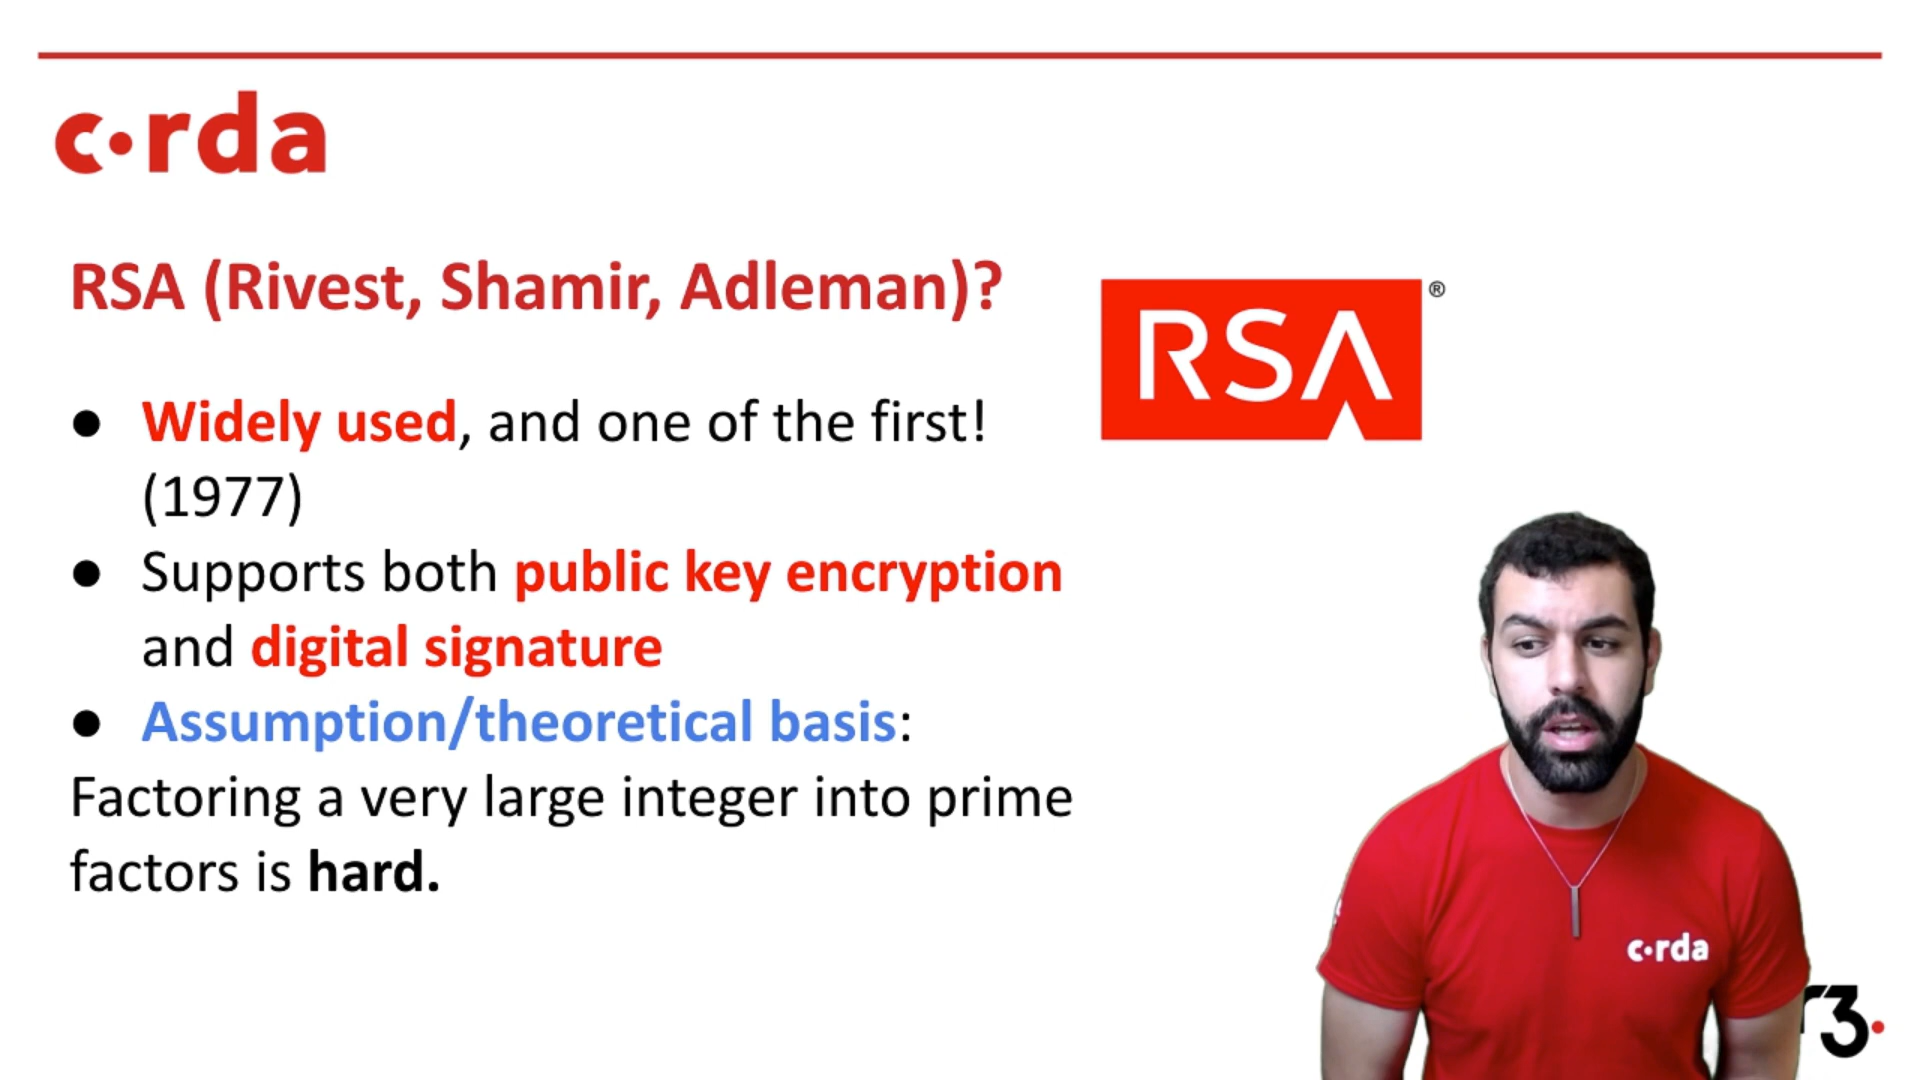 c•rda
RSA (Rivest, Shamir, Adleman)?
RSA®
● Widely used, and one of the first!
(1977)
● Supports both public key encryption
and digital signature
● Assumption/theoretical basis:
Factoring a very large integer into prime
factors is hard.
c•rda
r3.